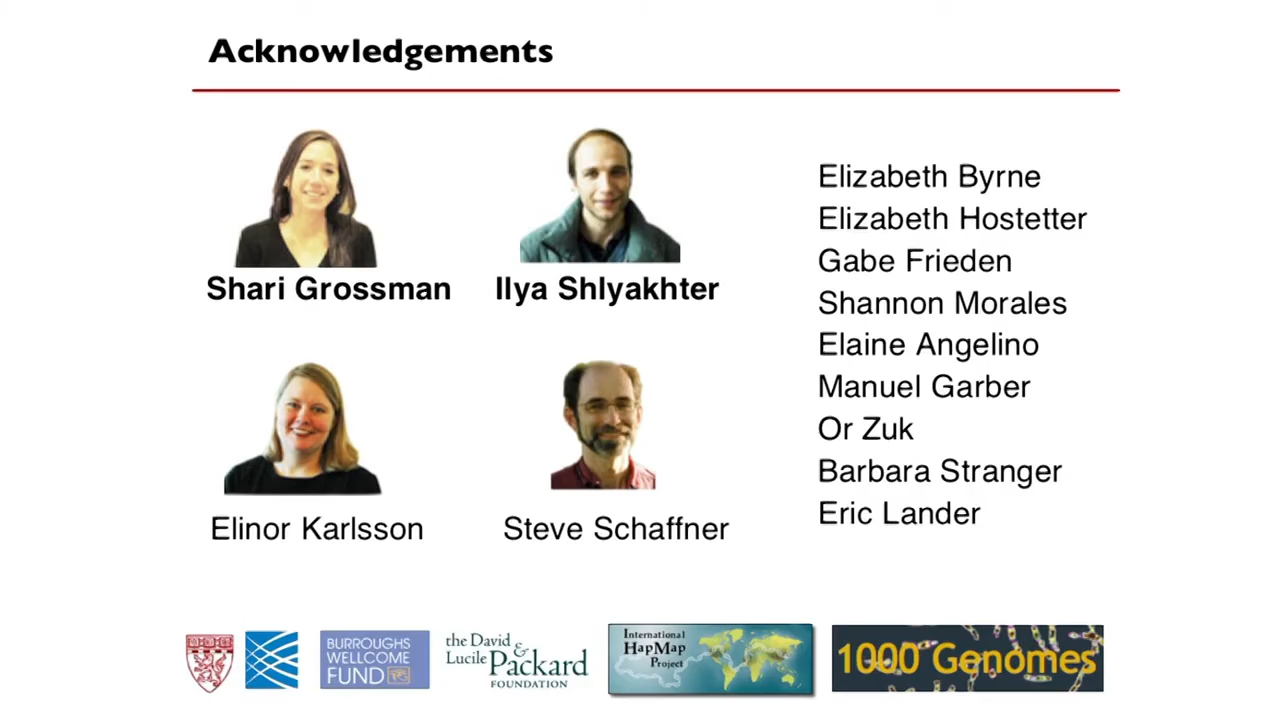 Acknowledgements
Shari Grossman
Ilya Shlyakhter
Elinor Karlsson
Steve Schaffner
Elizabeth Byrne
Elizabeth Hostetter
Gabe Frieden
Shannon Morales
Elaine Angelino
Manuel Garber
Or Zuk
Barbara Stranger
Eric Lander
BURROUGHS
WELLCOME
FUND
the David &
Lucile Packard
FOUNDATION
International
HapMap
Project
1000 Genomes